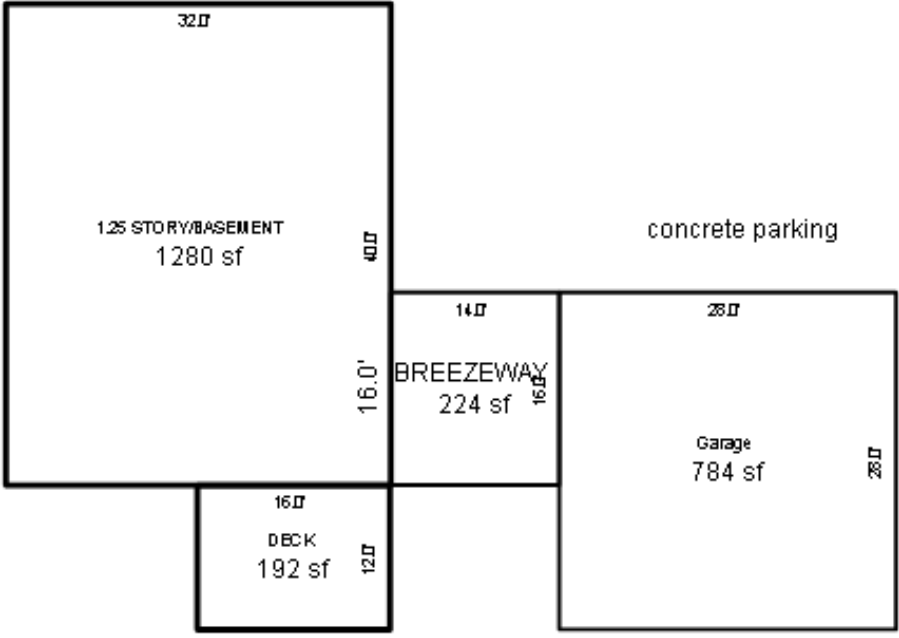 32.0'
1.25 STORY/BASEMENT
1280 sf
40.0'
concrete parking
14.0'
28.0'
16.0'
BREEZEWAY
224 sf
16.0'
Garage
784 sf
28.0'
16.0'
DECK
192 sf
12.0'